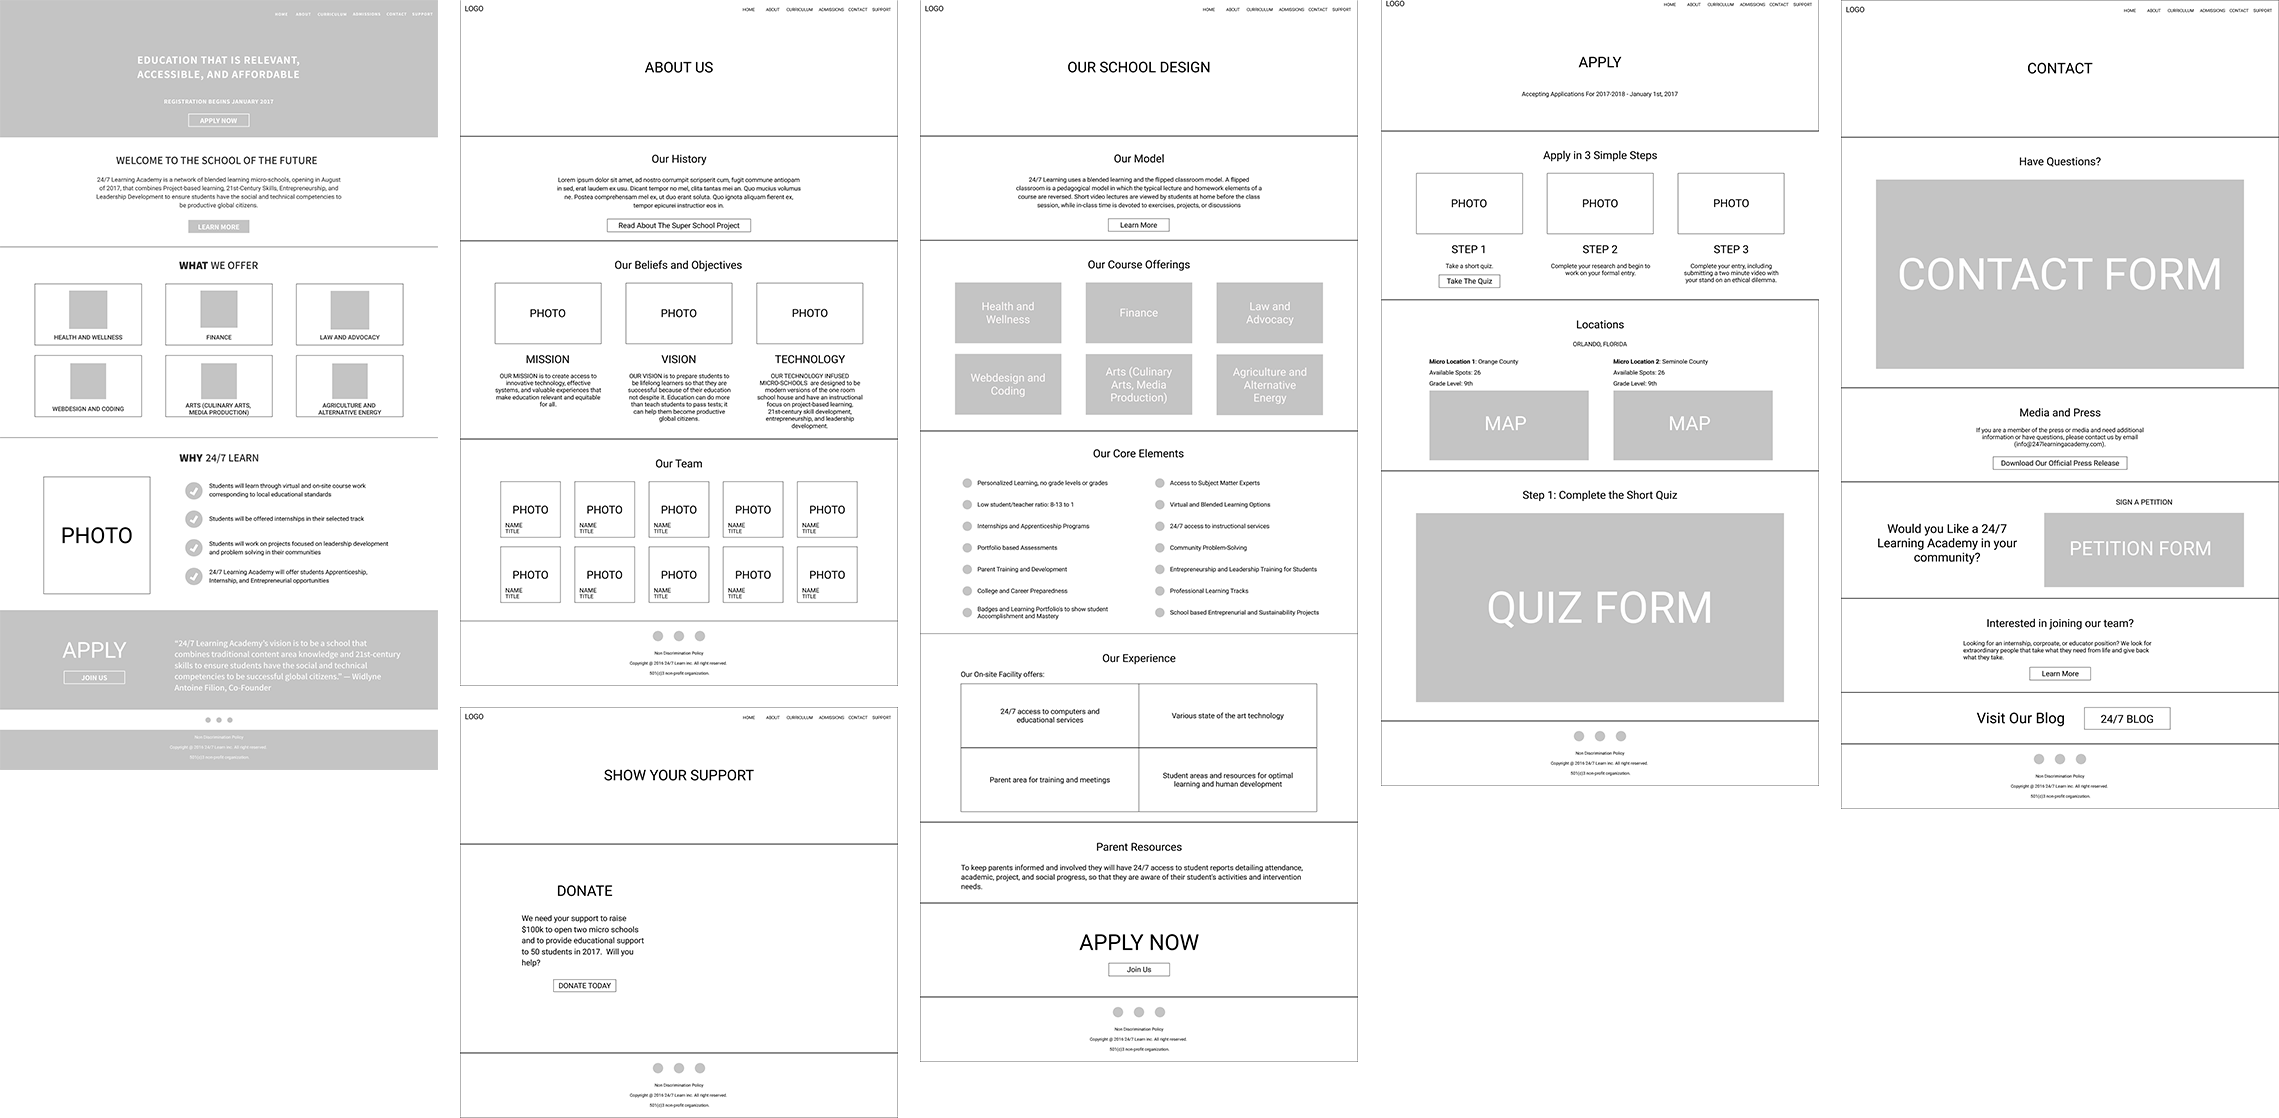 HOME ABOUT CURRICULUM ADMISSIONS CONTACT SUPPORT
EDUCATION THAT IS RELEVANT,
ACCESSIBLE, AND AFFORDABLE
REGISTRATION BEGINS JANUARY 2017
APPLY NOW
WELCOME TO THE SCHOOL OF THE FUTURE
24/7 Learning Academy is a network of blended learning micro-schools, opening in August
of 2017, that combines Project-based learning, 21st-Century Skills, Entrepreneurship, and
Leadership Development to ensure students have the social and technical competencies to
be productive global citizens.
LEARN MORE
WHAT WE OFFER
HEALTH AND WELLNESS
FINANCE
LAW AND ADVOCACY
WEBDESIGN AND CODING
ARTS (CULINARY ARTS,
MEDIA PRODUCTION)
AGRICULTURE AND
ALTERNATIVE ENERGY
WHY 24/7 LEARN
PHOTO
Students will learn through virtual and on-site course work
corresponding to local educational standards
Students will be offered internships in their selected track
Students will work on projects focused on leadership development
and problem solving in their communities
24/7 Learning Academy will offer students Apprenticeship,
Internship, and Entrepreneurial opportunities
APPLY
JOIN US
“24/7 Learning Academy's vision is to be a school that
combines traditional content area knowledge and 21st-century
skills to ensure students have the social and technical
competencies to be successful global citizens.” — Widlyne
Antoine Filion, Co-Founder
Non Discrimination Policy
Copyright @ 2016 24/7 Learn inc. All right reserved.
501(c)3 non-profit organization.
LOGO
HOME ABOUT CURRICULUM ADMISSIONS CONTACT SUPPORT
ABOUT US
Our History
Lorem ipsum dolor sit amet, ad nostro corrumpit scripserit cum, fugit commune antiopam
in sed, erat laudem ex usu. Dicant tempor no mel, clita tantas mei an. Quo mucius volumus
ne. Postea comprehensam mel ex, ut duo erant soluta. Quo ignota aliquam fierent ex,
tempor epicurei instructior eos in.
Read About The Super School Project
Our Beliefs and Objectives
PHOTO
PHOTO
PHOTO
MISSION
OUR MISSION is to create access to
innovative technology, effective
systems, and valuable experiences that
make education relevant and equitable
for all.
VISION
OUR VISION is to prepare students to
be lifelong learners so that they are
successful because of their education
not despite it. Education can do more
than teach students to pass tests; it
can help them become productive
global citizens.
TECHNOLOGY
OUR TECHNOLOGY INFUSED
MICRO-SCHOOLS are designed to be
modern versions of the one room
school house and have an instructional
focus on project-based learning,
21st-century skill development,
entrepreneurship, and leadership
development.
Our Team
PHOTO
NAME
TITLE
PHOTO
NAME
TITLE
PHOTO
NAME
TITLE
PHOTO
NAME
TITLE
PHOTO
NAME
TITLE
PHOTO
NAME
TITLE
PHOTO
NAME
TITLE
PHOTO
NAME
TITLE
PHOTO
NAME
TITLE
PHOTO
NAME
TITLE
Non Discrimination Policy
Copyright @ 2016 24/7 Learn inc. All right reserved.
501(c)3 non-profit organization.
LOGO
HOME ABOUT CURRICULUM ADMISSIONS CONTACT SUPPORT
SHOW YOUR SUPPORT
DONATE
We need your support to raise
$100k to open two micro schools
and to provide educational support
to 50 students in 2017. Will you
help?
DONATE TODAY
Non Discrimination Policy
Copyright @ 2016 24/7 Learn inc. All right reserved.
501(c)3 non-profit organization.
LOGO
HOME ABOUT CURRICULUM ADMISSIONS CONTACT SUPPORT
OUR SCHOOL DESIGN
Our Model
24/7 Learning uses a blended learning and the flipped classroom model. A flipped
classroom is a pedagogical model in which the typical lecture and homework elements of a
course are reversed. Short video lectures are viewed by students at home before the class
session, while in-class time is devoted to exercises, projects, or discussions
Learn More
Our Course Offerings
Health and
Wellness
Finance
Law and
Advocacy
Webdesign and
Coding
Arts (Culinary
Arts, Media
Production)
Agriculture and
Alternative
Energy
Our Core Elements
Personalized Learning, no grade levels or grades
Low student/teacher ratio: 8-13 to 1
Internships and Apprenticeship Programs
Portfolio based Assessments
Parent Training and Development
College and Career Preparedness
Badges and Learning Portfolio's to show student
Accomplishment and Mastery
Access to Subject Matter Experts
Virtual and Blended Learning Options
24/7 access to instructional services
Community Problem-Solving
Entrepreneurship and Leadership Training for Students
Professional Learning Tracks
School based Entreprenurial and Sustainability Projects
Our Experience
Our On-site Facility offers:
24/7 access to computers and
educational services
Various state of the art technology
Parent area for training and meetings
Student areas and resources for optimal
learning and human development
Parent Resources
To keep parents informed and involved they will have 24/7 access to student reports detailing attendance,
academic, project, and social progress, so that they are aware of their student's activities and intervention
needs.
APPLY NOW
Join Us
Non Discrimination Policy
Copyright @ 2016 24/7 Learn inc. All right reserved.
501(c)3 non-profit organization.
LOGO
HOME ABOUT CURRICULUM ADMISSIONS CONTACT SUPPORT
APPLY
Accepting Applications For 2017-2018 - January 1st, 2017
Apply in 3 Simple Steps
PHOTO
PHOTO
PHOTO
STEP 1
Take a short quiz.
Take The Quiz
STEP 2
Complete your research and begin to
work on your formal entry.
STEP 3
Complete your entry, including
submitting a two minute video with
your stand on an ethical dilemma.
Locations
ORLANDO, FLORIDA
Micro Location 1: Orange County
Available Spots: 26
Grade Level: 9th
MAP
Micro Location 2: Seminole County
Available Spots: 26
Grade Level: 9th
MAP
Step 1: Complete the Short Quiz
QUIZ FORM
Non Discrimination Policy
Copyright @ 2016 24/7 Learn inc. All right reserved.
501(c)3 non-profit organization.
LOGO
HOME ABOUT CURRICULUM ADMISSIONS CONTACT SUPPORT
CONTACT
Have Questions?
CONTACT FORM
Media and Press
If you are a member of the press or media and need additional
information or have questions, please contact us by email
(info@247learningacademy.com).
Download Our Official Press Release
Would you Like a 24/7
Learning Academy in your
community?
SIGN A PETITION
PETITION FORM
Interested in joining our team?
Looking for an internship, corproate, or educator position? We look for
extraordinary people that take what they need from life and give back
what they take.
Learn More
Visit Our Blog
24/7 BLOG
Non Discrimination Policy
Copyright @ 2016 24/7 Learn inc. All right reserved.
501(c)3 non-profit organization.